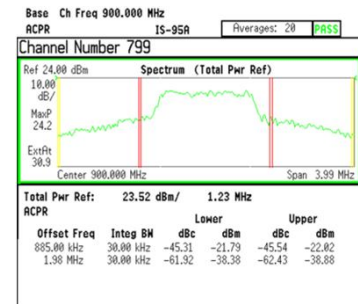 Base Ch Freq 900.000 MHz
ACPR IS-95A Averages: 20 PASS
Channel Number 799
Ref 24.00 dBm Spectrum (Total Pwr Ref)
10.00
dB/
MaxP
24.2
ExtAt
30.9
Center 900.000 MHz Span 3.99 MHz
Total Pwr Ref: 23.52 dBm/ 1.23 MHz
ACPR
Lower Upper
Offset Freq Integ BW dBc dBm dBc dBm
885.00 kHz 30.00 kHz -45.31 -21.79 -45.54 -22.02
1.98 MHz 30.00 kHz -61.92 -38.38 -62.43 -38.88